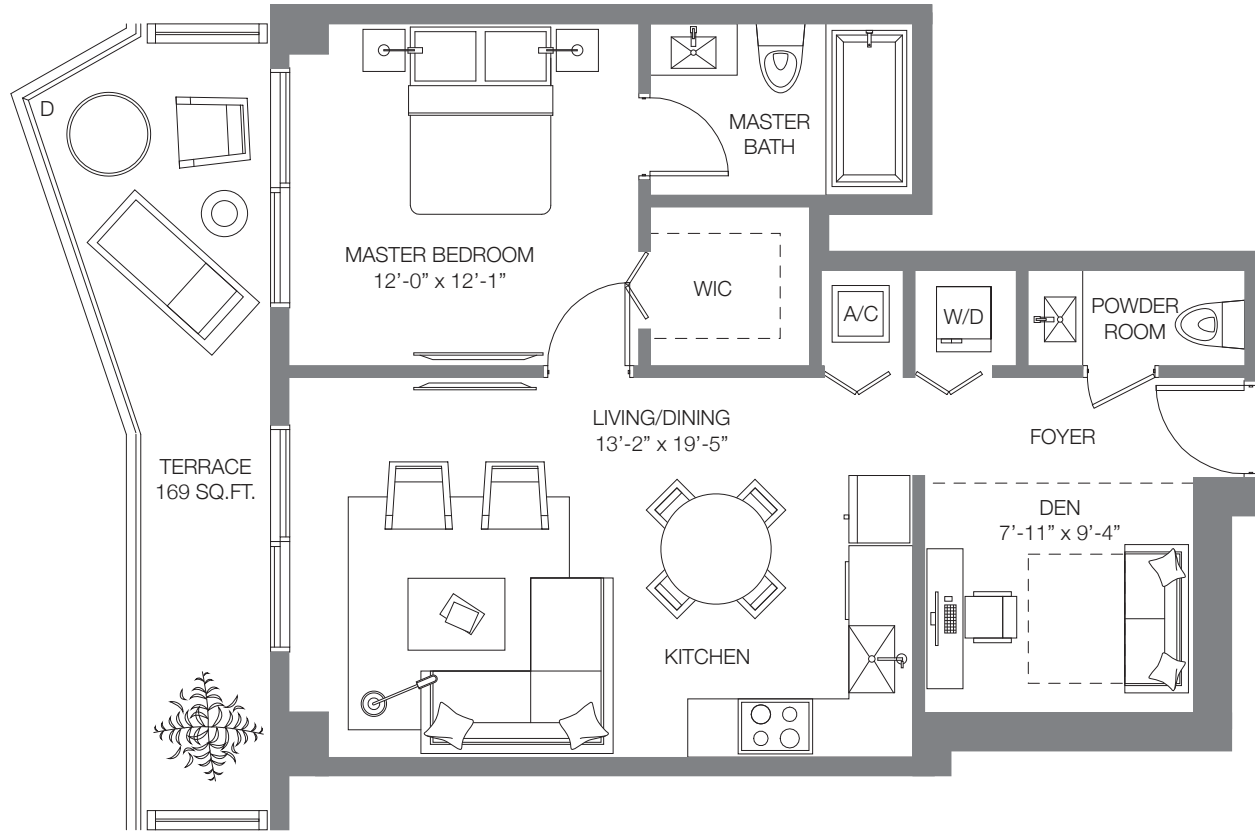 D
MASTER
BATH
MASTER BEDROOM
12’-0” x 12’-1”
WIC
A/C
W/D
POWDER
ROOM
LIVING/DINING
13’-2” x 19’-5”
FOYER
TERRACE
169 SQ.FT.
DEN
7’-11” x 9’-4”
KITCHEN